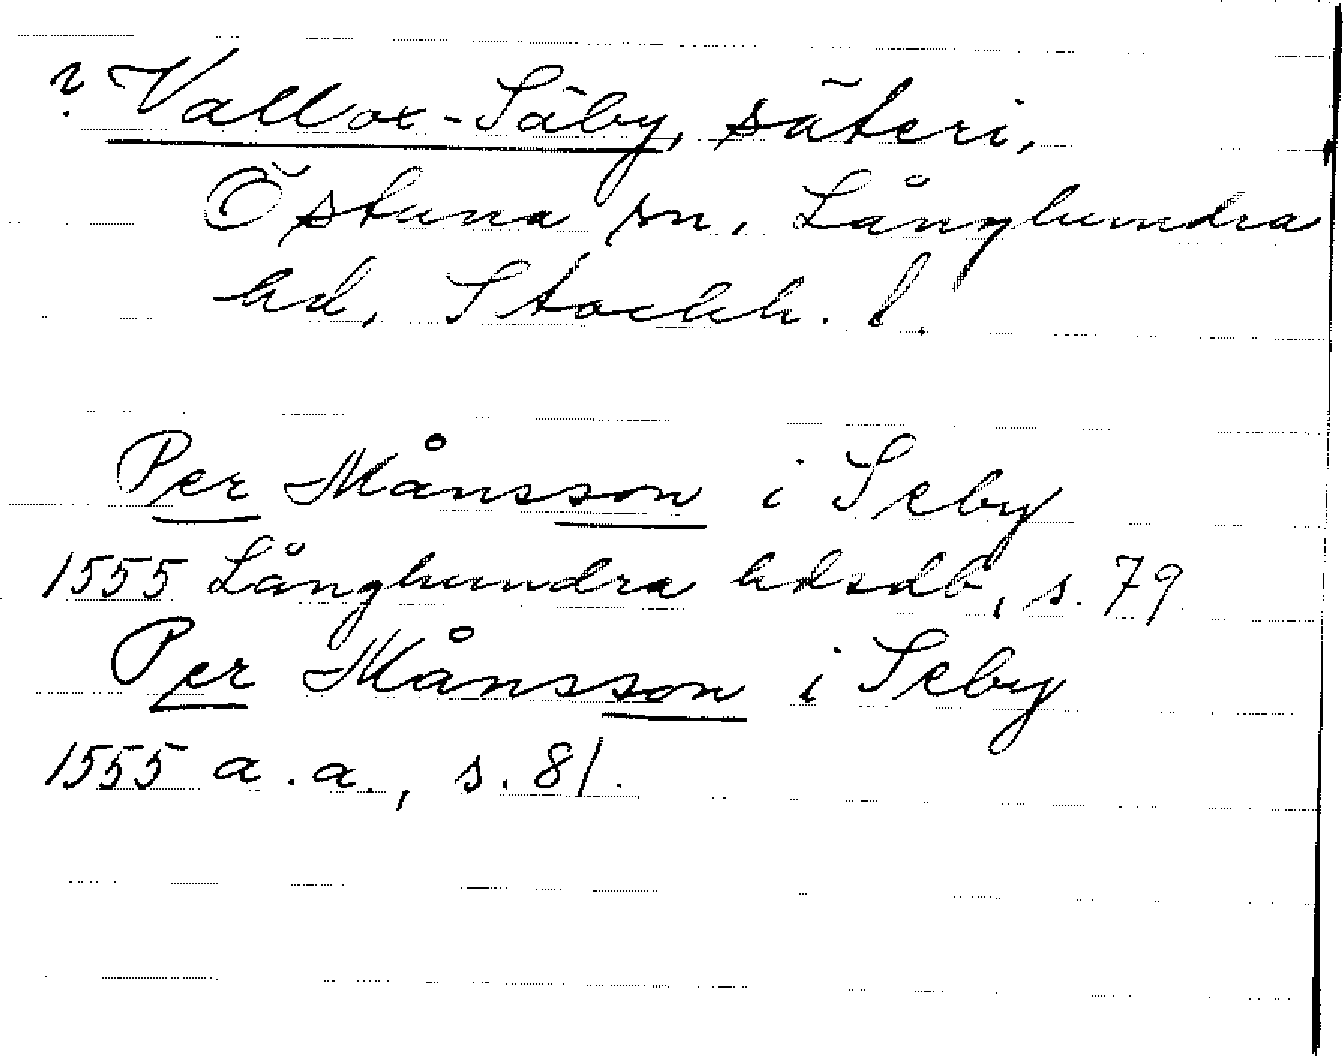 ? Vallox-Säby, säteri,
Östuna sn, Långhundra
hd, Stockh. l.
Per Månsson i Seby
1555 Långhundra hdsdb, s. 79
Per Månsson i Seby
1555 a.a., s. 81.